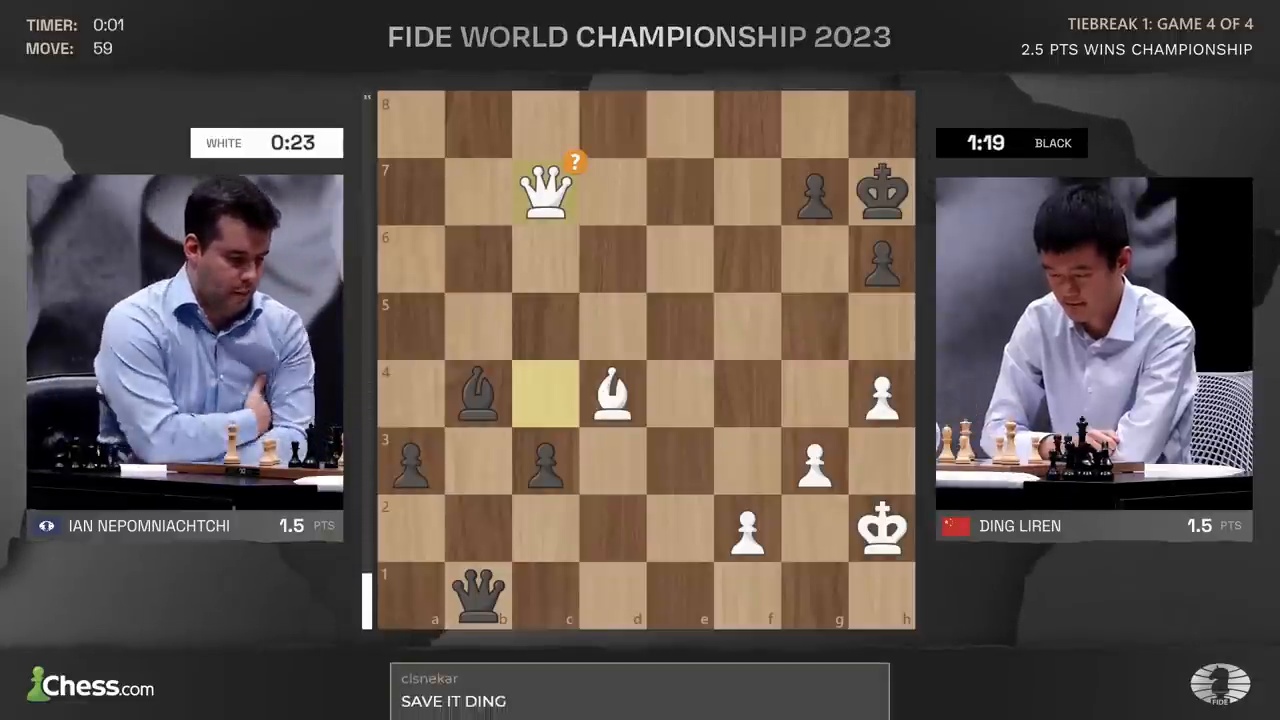 TIMER: 0:01
MOVE: 59
FIDE WORLD CHAMPIONSHIP 2023
TIEBREAK 1: GAME 4 OF 4
2.5 PTS WINS CHAMPIONSHIP
WHITE 0:23
1:19 BLACK
8
7
?
6
5
4
3
2
1
a b c d e f g h
IAN NEPOMNIACHTCHI 1.5 PTS
DING LIREN 1.5 PTS
Chess.com
clsnekar
SAVE IT DING
FIDE